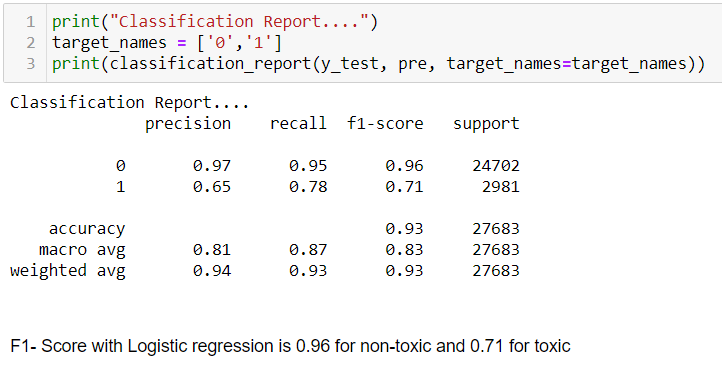 1 print("Classification Report....")
2 target_names = ['0','1']
3 print(classification_report(y_test, pre, target_names=target_names))
Classification Report....
precision recall f1-score support
0 0.97 0.95 0.96 24702
1 0.65 0.78 0.71 2981
accuracy 0.93 27683
macro avg 0.81 0.87 0.83 27683
weighted avg 0.94 0.93 0.93 27683
F1- Score with Logistic regression is 0.96 for non-toxic and 0.71 for toxic